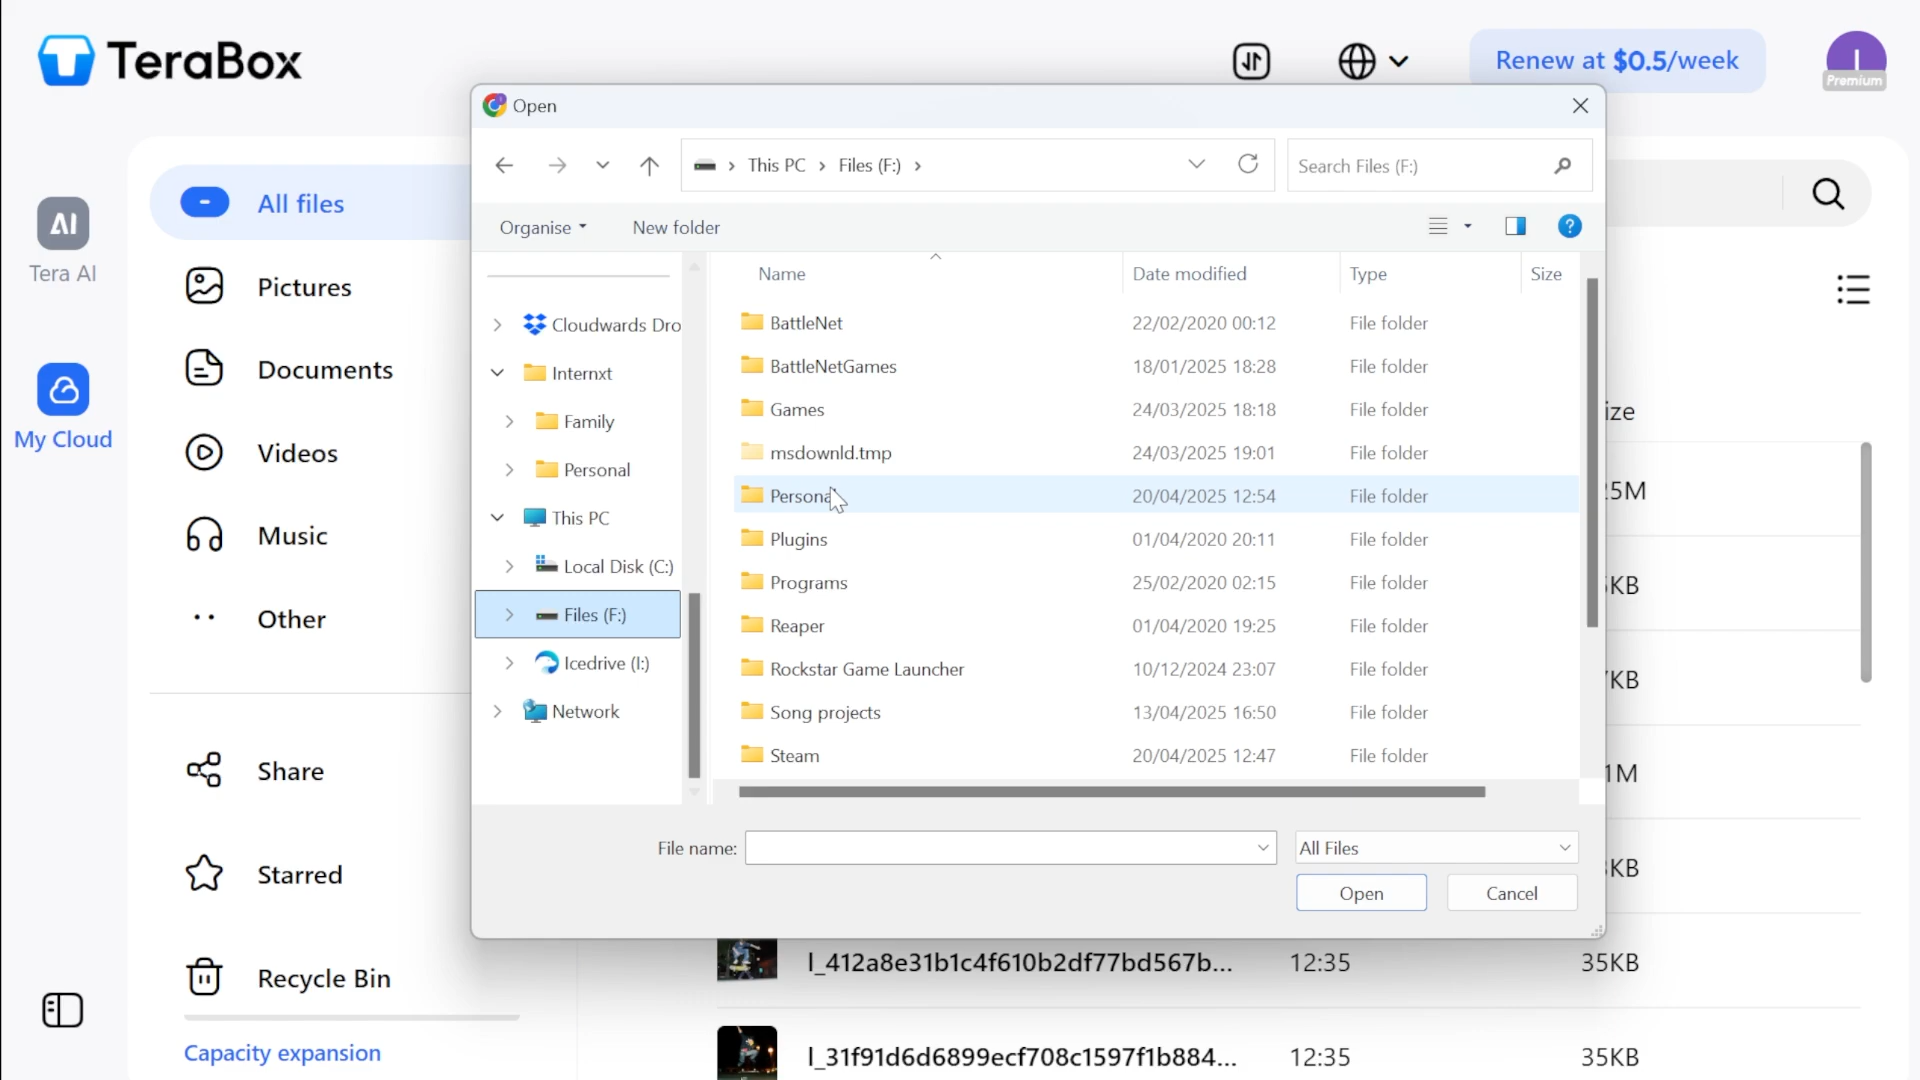 TeraBox
Renew at $0.5/week
Premium
Open
This PC
Files (F:)
Search Files (F:)
Organise
New folder
AI
Tera AI
My Cloud
All files
Pictures
Documents
Videos
Music
Other
Share
Starred
Recycle Bin
Capacity expansion
Cloudwards Dro
Internxt
Family
Personal
This PC
Local Disk (C:)
Files (F:)
Icedrive (I:)
Network
Name Date modified Type Size
BattleNet 22/02/2020 00:12 File folder
BattleNetGames 18/01/2025 18:28 File folder
Games 24/03/2025 18:18 File folder
msdownld.tmp 24/03/2025 19:01 File folder
Personal 20/04/2025 12:54 File folder
Plugins 01/04/2020 20:11 File folder
Programs 25/02/2020 02:15 File folder
Reaper 01/04/2020 19:25 File folder
Rockstar Game Launcher 10/12/2024 23:07 File folder
Song projects 13/04/2025 16:50 File folder
Steam 20/04/2025 12:47 File folder
File name:
All Files
Open
Cancel
ize
5M
KB
KB
1M
KB
l_412a8e31b1c4f610b2df77bd567b... 12:35 35KB
l_31f91d6d6899ecf708c1597f1b884... 12:35 35KB